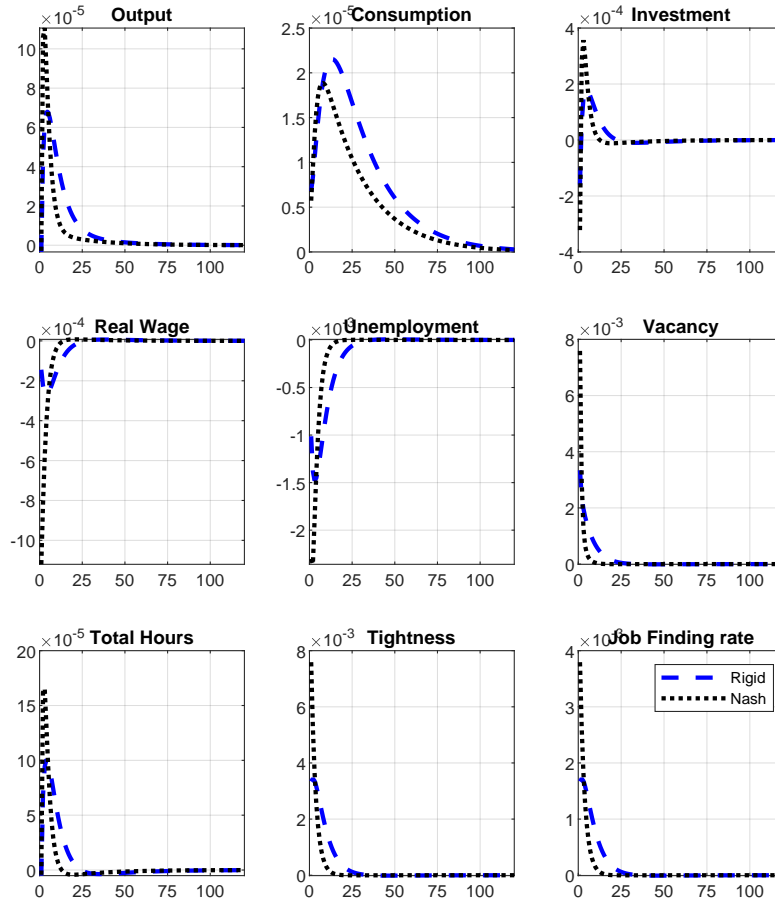 ×10-5 Output
10
8
6
4
2
0
0 25 50 75 100
×10-5 Consumption
2.5
2
1.5
1
0.5
0
0 25 50 75 100
×10-4 Investment
4
2
0
-2
-4
0 25 50 75 100
×10-4 Real Wage
0
-2
-4
-6
-8
-10
0 25 50 75 100
×10-3 Unemployment
0
-0.5
-1
-1.5
-2
0 25 50 75 100
×10-3 Vacancy
8
6
4
2
0
0 25 50 75 100
×10-5 Total Hours
20
15
10
5
0
0 25 50 75 100
×10-3 Tightness
8
6
4
2
0
0 25 50 75 100
Job Finding rate
4
3
2
1
0
0 25 50 75 100
Rigid
Nash